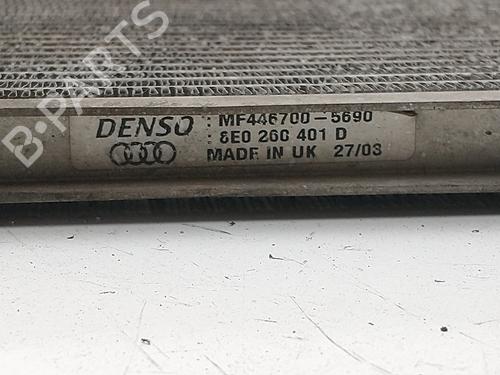 B-PARTS
DENSO
MF446700-5690
8E0 260 401 D
MADE IN UK 27/03